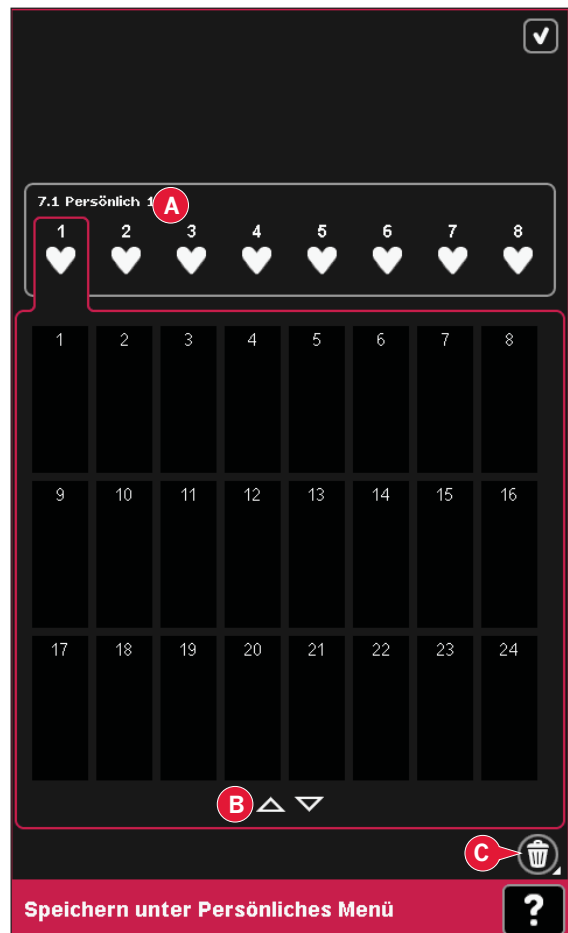 7.1 Persönlich 1 A
1 2 3 4 5 6 7 8
1 2 3 4 5 6 7 8
9 10 11 12 13 14 15 16
17 18 19 20 21 22 23 24
B
C
Speichern unter Persönliches Menü ?